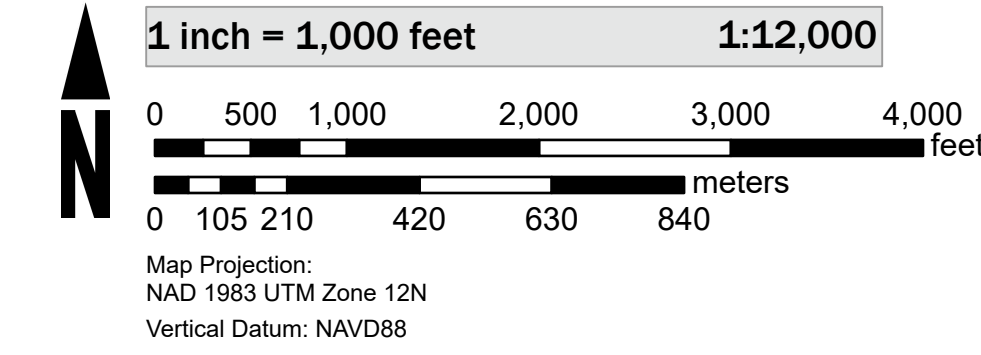 1 inch = 1,000 feet 1:12,000
0 500 1,000 2,000 3,000 4,000
feet
N
meters
0 105 210 420 630 840
Map Projection:
NAD 1983 UTM Zone 12N
Vertical Datum: NAVD88